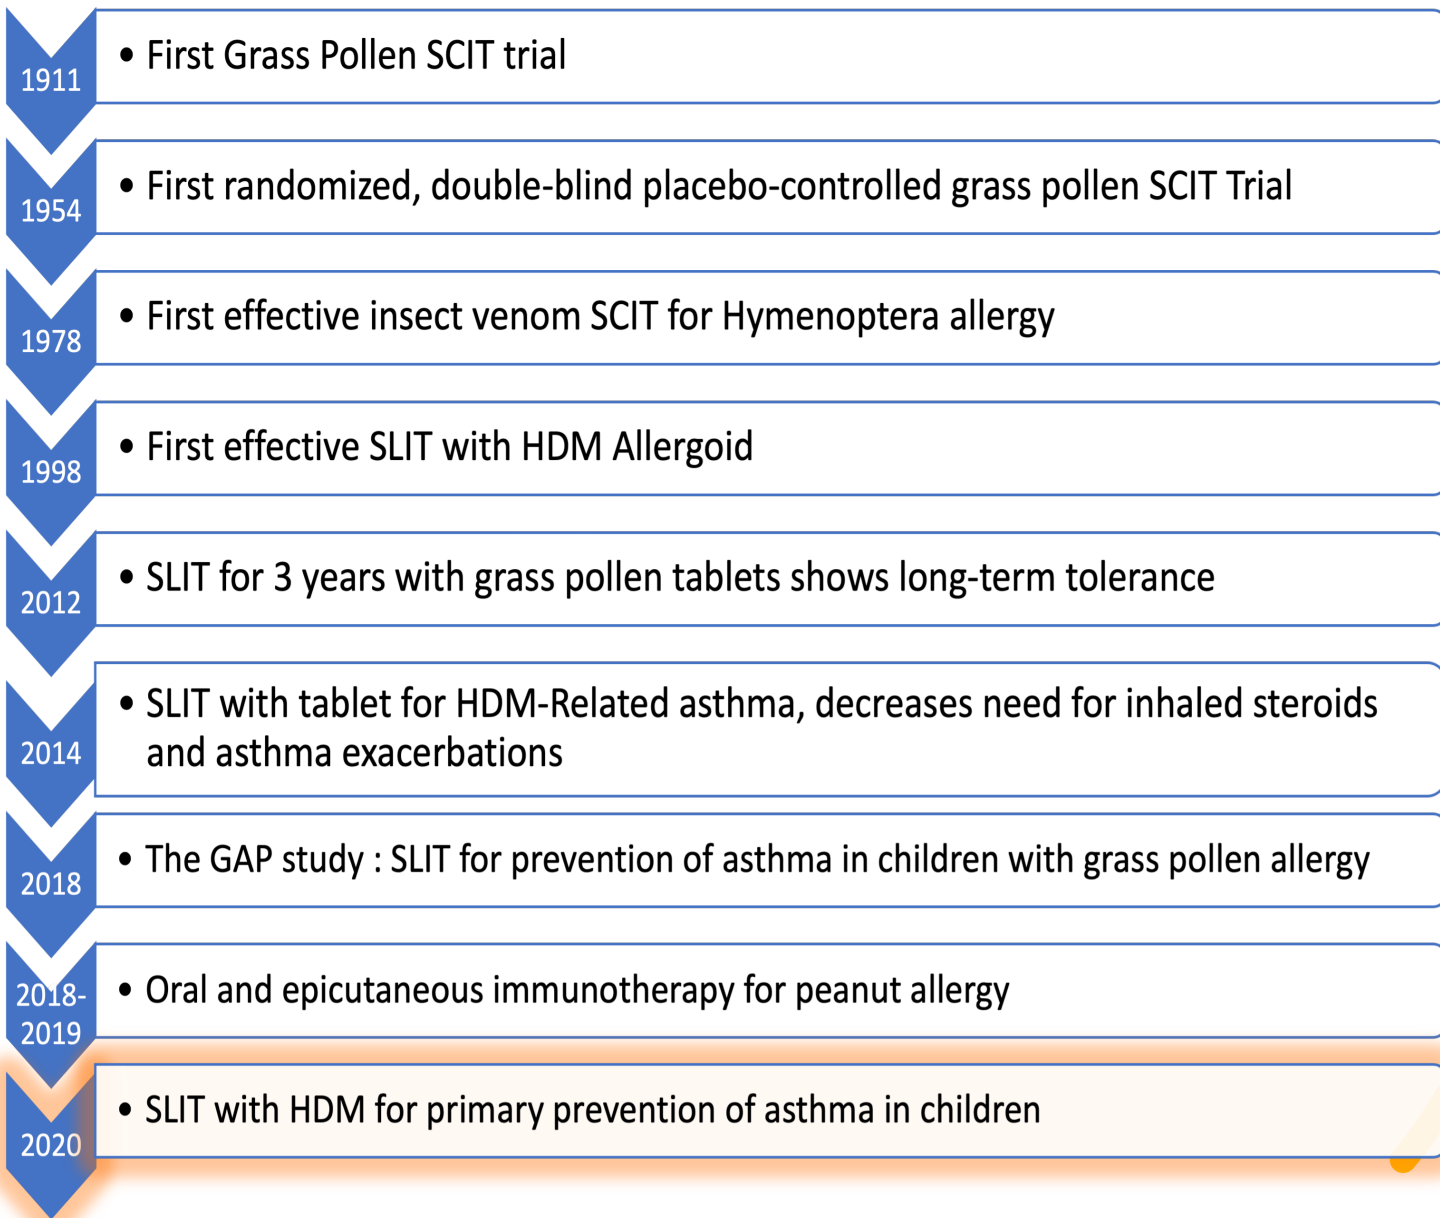 1911
• First Grass Pollen SCIT trial
1954
• First randomized, double-blind placebo-controlled grass pollen SCIT Trial
1978
• First effective insect venom SCIT for Hymenoptera allergy
1998
• First effective SLIT with HDM Allergoid
2012
• SLIT for 3 years with grass pollen tablets shows long-term tolerance
2014
• SLIT with tablet for HDM-Related asthma, decreases need for inhaled steroids
and asthma exacerbations
2018
• The GAP study : SLIT for prevention of asthma in children with grass pollen allergy
2018-
2019
• Oral and epicutaneous immunotherapy for peanut allergy
2020
• SLIT with HDM for primary prevention of asthma in children